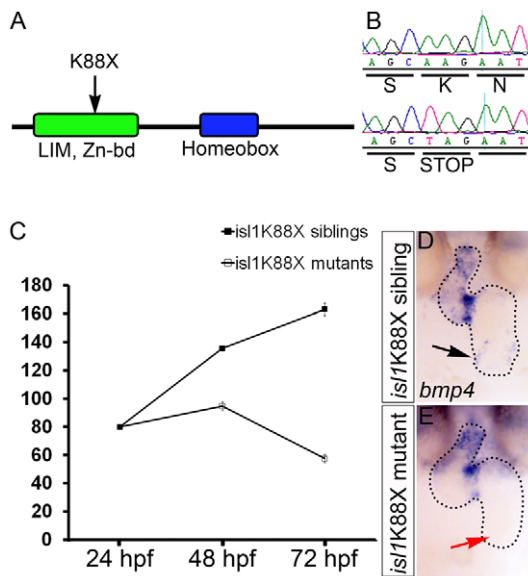 A
K88X
LIM, Zn-bd
Homeobox
B
A G C A A G A A T
S K N
A G C T A G A A T
S STOP
C
isl1K88X siblings
isl1K88X mutants
180
160
140
120
100
80
60
40
20
0
24 hpf 48 hpf 72 hpf
isl1K88X sibling
D
bmp4
isl1K88X mutant
E